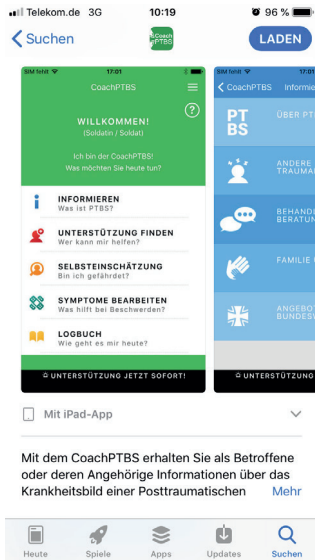 Telekom.de 3G 10:19 96 %
Suchen
Coach
PTBS
LADEN
SIM fehlt 17:01
CoachPTBS
WILLKOMMEN!
(Soldatin / Soldat)
Ich bin der CoachPTBS!
Was möchten Sie heute tun?
INFORMIEREN
Was ist PTBS?
UNTERSTÜTZUNG FINDEN
Wer kann mir helfen?
SELBSTEINSCHÄTZUNG
Bin ich gefährdet?
SYMPTOME BEARBEITEN
Was hilft bei Beschwerden?
LOGBUCH
Wie geht es mir heute?
UNTERSTÜTZUNG JETZT SOFORT!
SIM fehlt 17:01
CoachPTBS Informie
PT
BS
ÜBER PT
ANDERE
TRAUMA
BEHAND
BERATUN
FAMILIE
ANGEBOT
BUNDESW
UNTERSTÜTZUNG
Mit iPad-App
Mit dem CoachPTBS erhalten Sie als Betroffene
oder deren Angehörige Informationen über das
Krankheitsbild einer Posttraumatischen Mehr
Heute Spiele Apps Updates Suchen